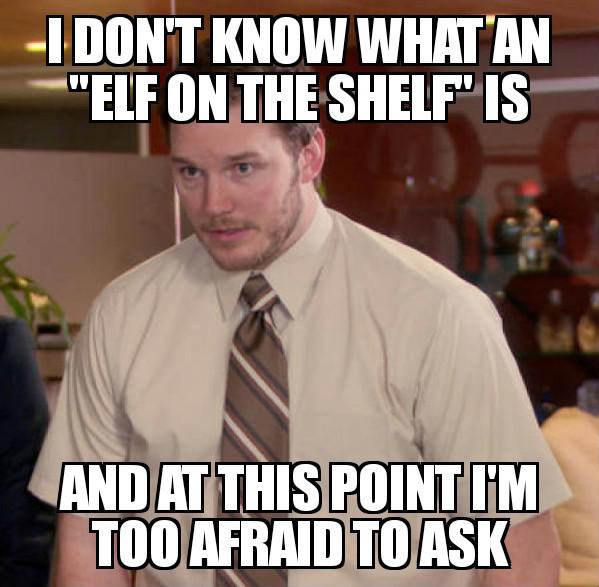 I DON'T KNOW WHAT AN
"ELF ON THE SHELF" IS
AND AT THIS POINT I'M
TOO AFRAID TO ASK